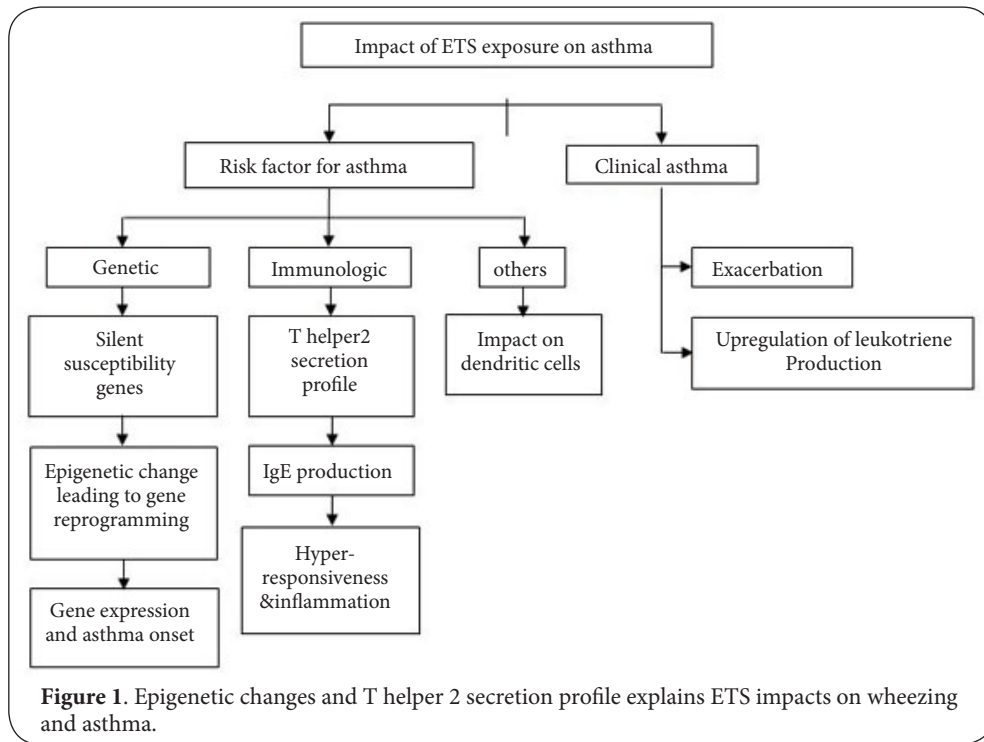 Impact of ETS exposure on asthma
Risk factor for asthma
Clinical asthma
Genetic
Immunologic
others
Exacerbation
Silent
susceptibility
genes
T helper2
secretion
profile
Impact on
dendritic cells
Upregulation of leukotriene
Production
Epigenetic change
leading to gene
reprogramming
IgE production
Hyper-
responsiveness
&inflammation
Gene expression
and asthma onset
Figure 1. Epigenetic changes and T helper 2 secretion profile explains ETS impacts on wheezing
and asthma.